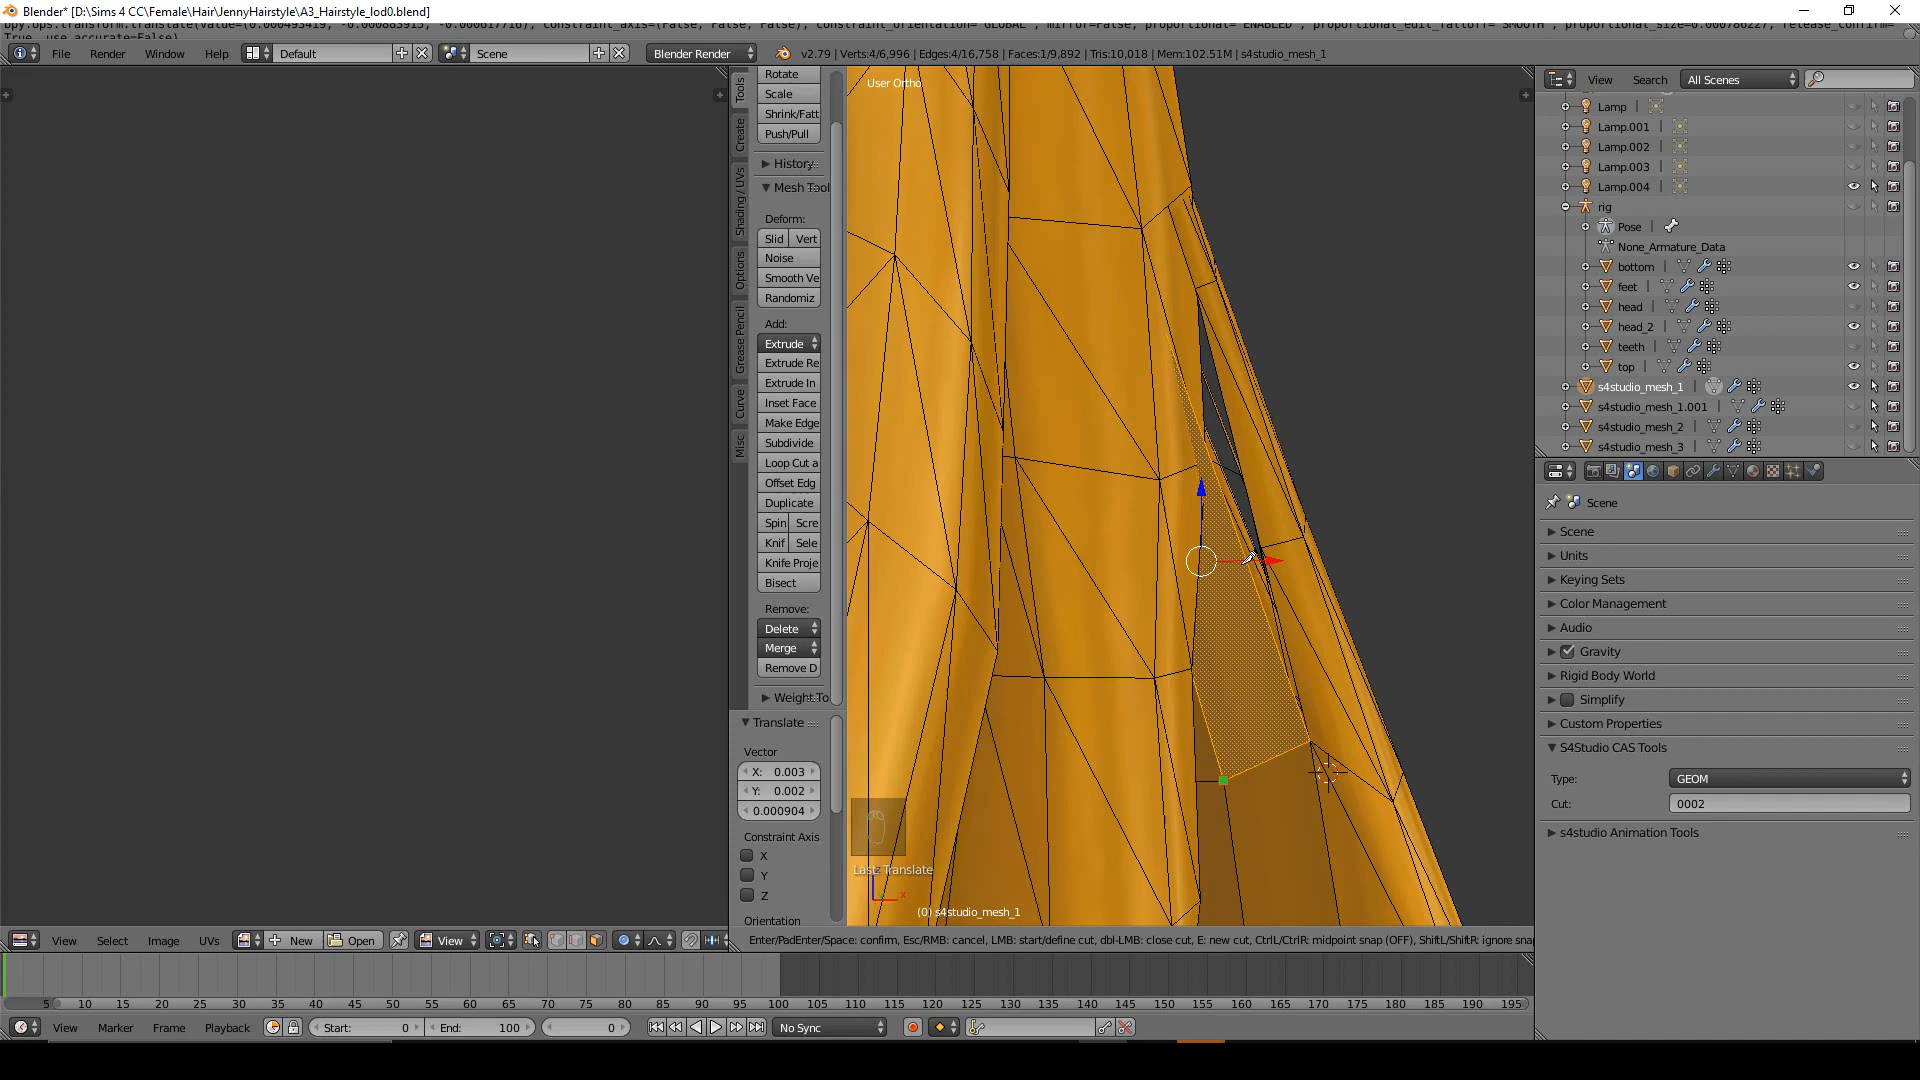 Blender* [D:\Sims 4 CC\Female\Hair\JennyHairstyle\A3_Hairstyle_lod0.blend]
File Render Window Help Default Scene Blender Render v2.79 | Verts:4/6,996 | Edges:4/16,758 | Faces:1/9,892 | Tris:10,018 | Mem:102.51M | s4studio_mesh_1
Rotate
Scale
Shrink/Fatt
Push/Pull
History
Mesh Tool
Deform:
Slid Vert
Noise
Smooth Ve
Randomiz
Add:
Extrude
Extrude Re
Extrude In
Inset Face
Make Edge
Subdivide
Loop Cut a
Offset Edg
Duplicate
Spin Scre
Knif Sele
Knife Proje
Bisect
Remove:
Delete
Merge
Remove D
Weight To
Tools
Create
Shading / UVs
Options
Grease Pencil
Curve
Misc
Translate
Vector
X: 0.003
Y: 0.002
0.000904
Constraint Axis
X
Y
Z
Orientation
User Ortho
Last: Translate
(0) s4studio_mesh_1
View Search All Scenes
Lamp
Lamp.001
Lamp.002
Lamp.003
Lamp.004
rig
Pose
None_Armature_Data
bottom
feet
head
head_2
teeth
top
s4studio_mesh_1
s4studio_mesh_1.001
s4studio_mesh_2
s4studio_mesh_3
Scene
Scene
Units
Keying Sets
Color Management
Audio
Gravity
Rigid Body World
Simplify
Custom Properties
S4Studio CAS Tools
Type: GEOM
Cut: 0002
s4studio Animation Tools
View Select Image UVs New Open View
Enter/PadEnter/Space: confirm, Esc/RMB: cancel, LMB: start/define cut, dbl-LMB: close cut, E: new cut, CtrlL/CtrlR: midpoint snap (OFF), ShiftL/ShiftR: ignore snap
5 10 15 20 25 30 35 40 45 50 55 60 65 70 75 80 85 90 95 100 105 110 115 120 125 130 135 140 145 150 155 160 165 170 175 180 185 190 195
View Marker Frame Playback Start: 0 End: 100 0 No Sync